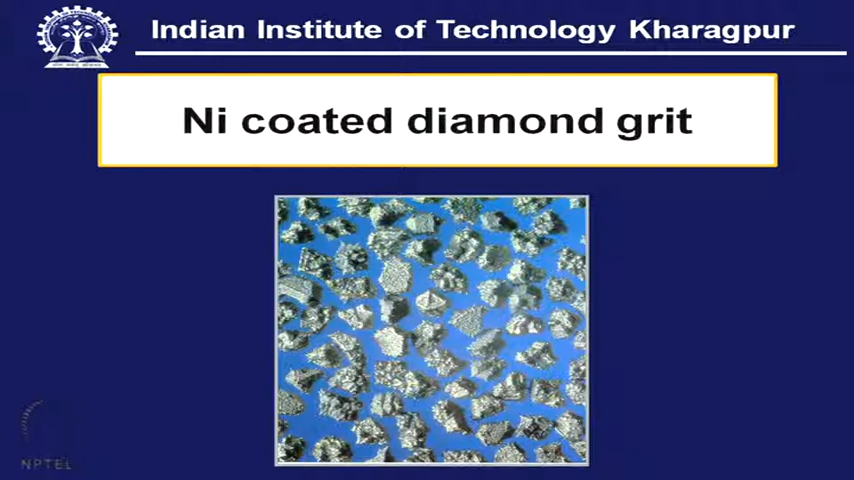 Indian Institute of Technology Kharagpur
Ni coated diamond grit
NPTEL